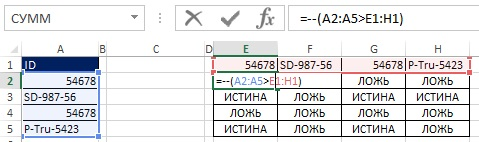 СУММ =--(A2:A5>E1:H1)
A B C D E F G H
1 ID 54678 SD-987-56 54678 P-Tru-5423
2 54678 =--(A2:A5>E1:H1) ЛОЖЬ ЛОЖЬ
3 SD-987-56 ИСТИНА ЛОЖЬ ИСТИНА ЛОЖЬ
4 54678 ЛОЖЬ ЛОЖЬ ЛОЖЬ ЛОЖЬ
5 P-Tru-5423 ИСТИНА ЛОЖЬ ИСТИНА ЛОЖЬ